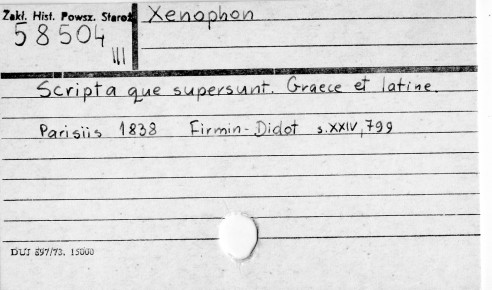 Zakł. Hist. Powsz. Staroż
58504
III
Xenophon
Scripta que supersunt. Graece et latine.
Parisiis 1838 Firmin-Didot s.XXIV, 799
DUJ 897/73. 15000